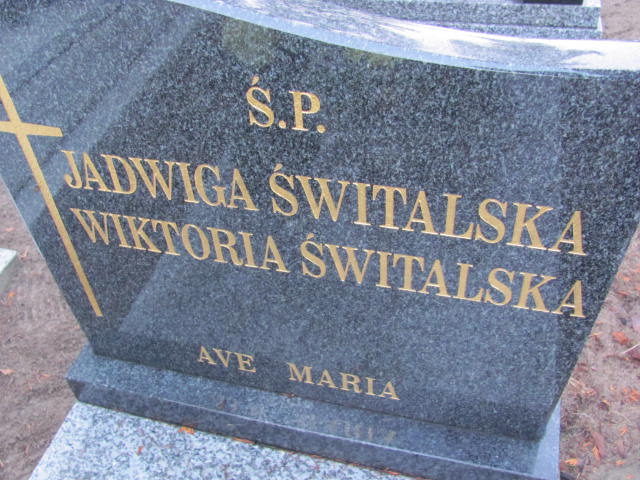 Ś.P.
JADWIGA ŚWITALSKA
WIKTORIA ŚWITALSKA
AVE MARIA